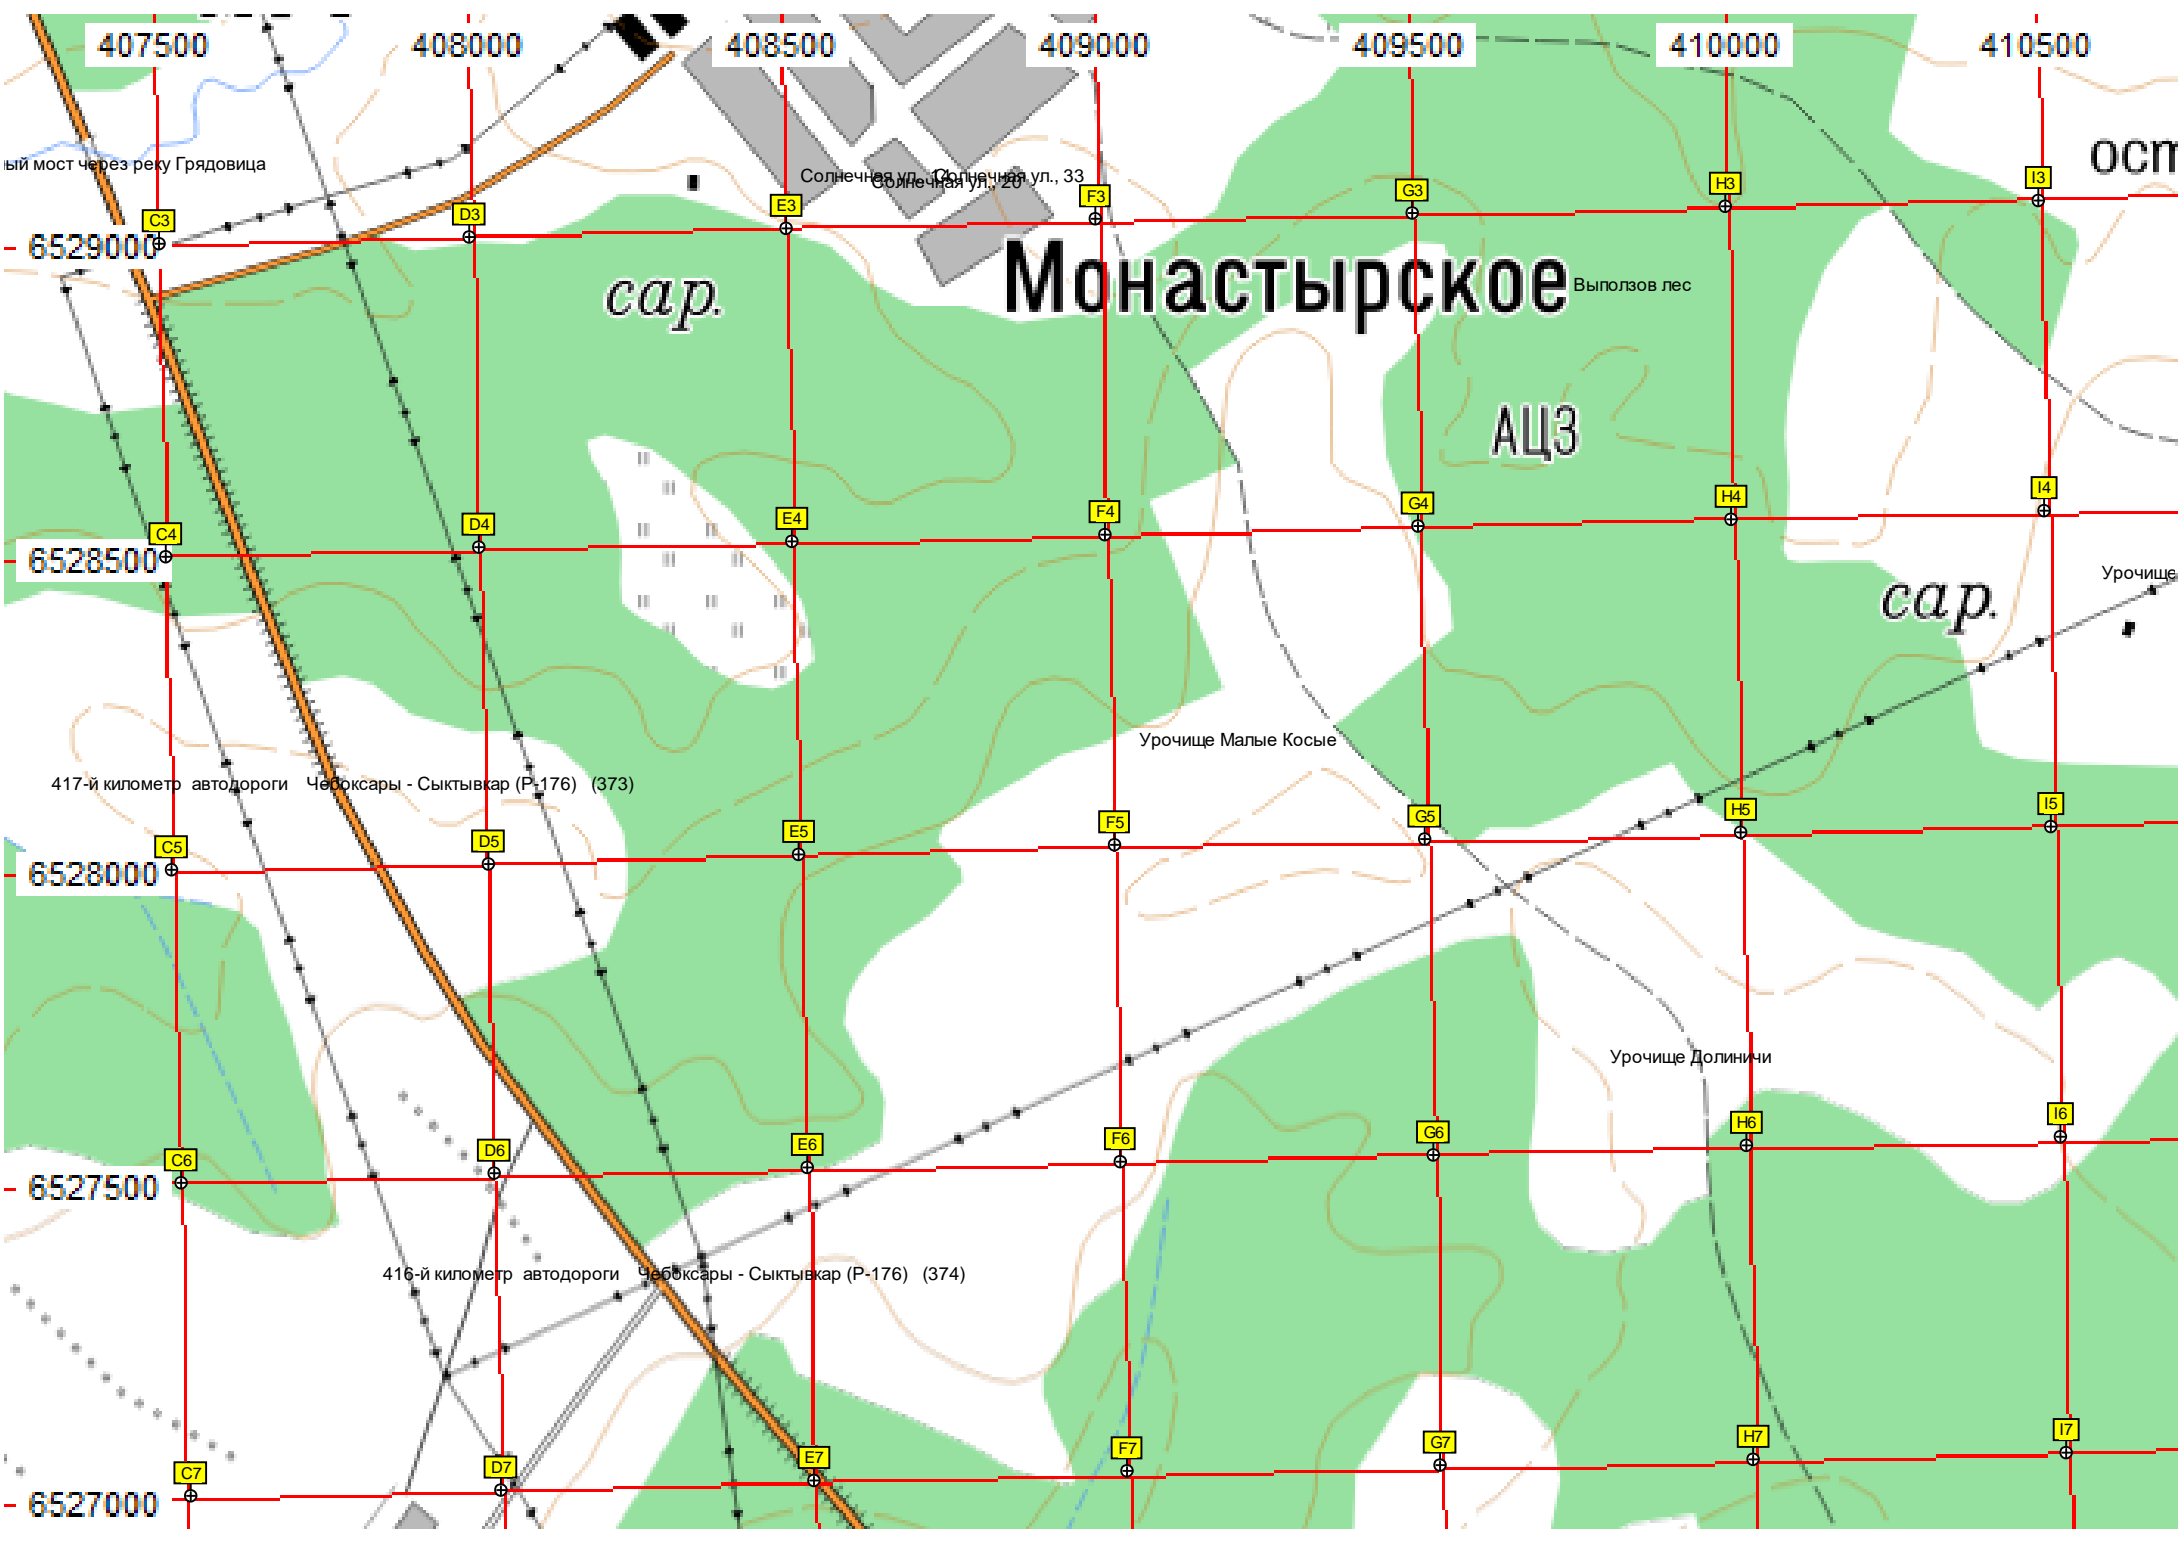 407500 408000 408500 409000 409500 410000 410500
ост
ый мост через реку Грядовица
Солнечная ул., 33
Солнечная ул., 20
C3 D3 E3 F3 G3 H3 I3
6529000
сар.
Монастырское
Выползов лес
АЦЗ
C4 D4 E4 F4 G4 H4 I4
6528500
Урочище
сар.
Урочище Малые Косые
417-й километр автодороги Чебоксары - Сыктывкар (Р-176) (373)
C5 D5 E5 F5 G5 H5 I5
6528000
Урочище Долиничи
C6 D6 E6 F6 G6 H6 I6
6527500
416-й километр автодороги Чебоксары - Сыктывкар (Р-176) (374)
C7 D7 E7 F7 G7 H7 I7
6527000